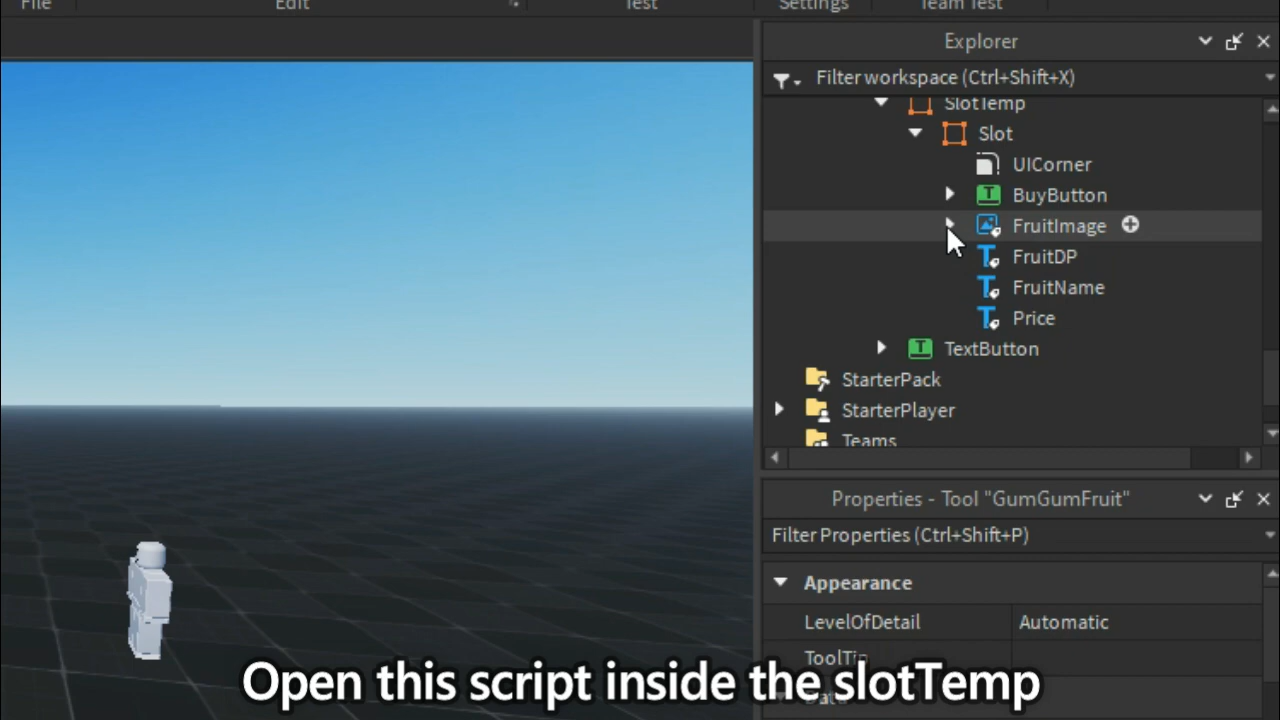 File Edit Test Settings Team Test
Explorer
Filter workspace (Ctrl+Shift+X)
SlotTemp
Slot
UICorner
BuyButton
FruitImage
FruitDP
FruitName
Price
TextButton
StarterPack
StarterPlayer
Teams
Properties - Tool "GumGumFruit"
Filter Properties (Ctrl+Shift+P)
Appearance
LevelOfDetail Automatic
ToolTip
Data
Open this script inside the slotTemp